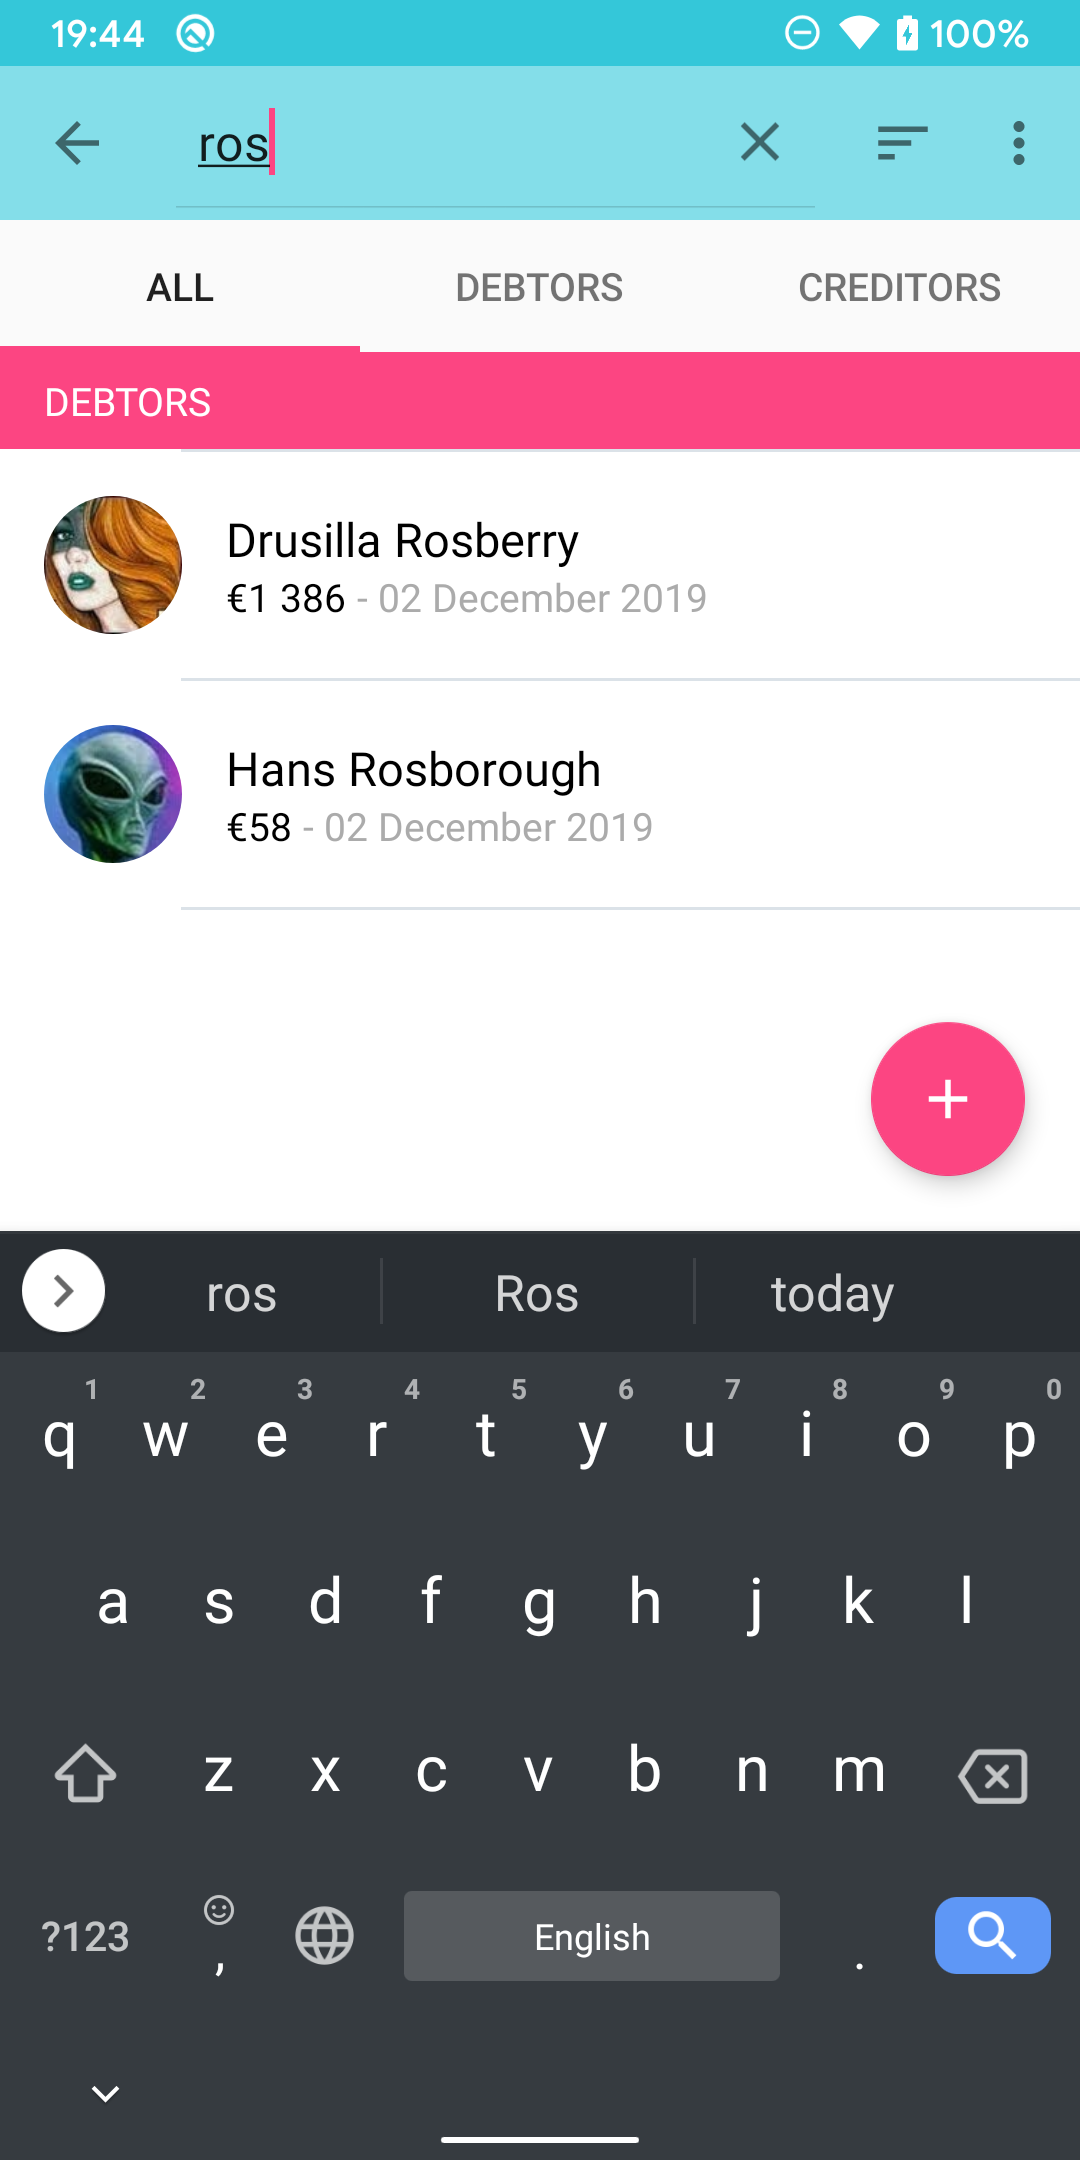 19:44 100%
ros
ALL DEBTORS CREDITORS
DEBTORS
Drusilla Rosberry
€1 386 - 02 December 2019
Hans Rosborough
€58 - 02 December 2019
ros Ros today
1 2 3 4 5 6 7 8 9 0
q w e r t y u i o p
a s d f g h j k l
z x c v b n m
?123 , English .